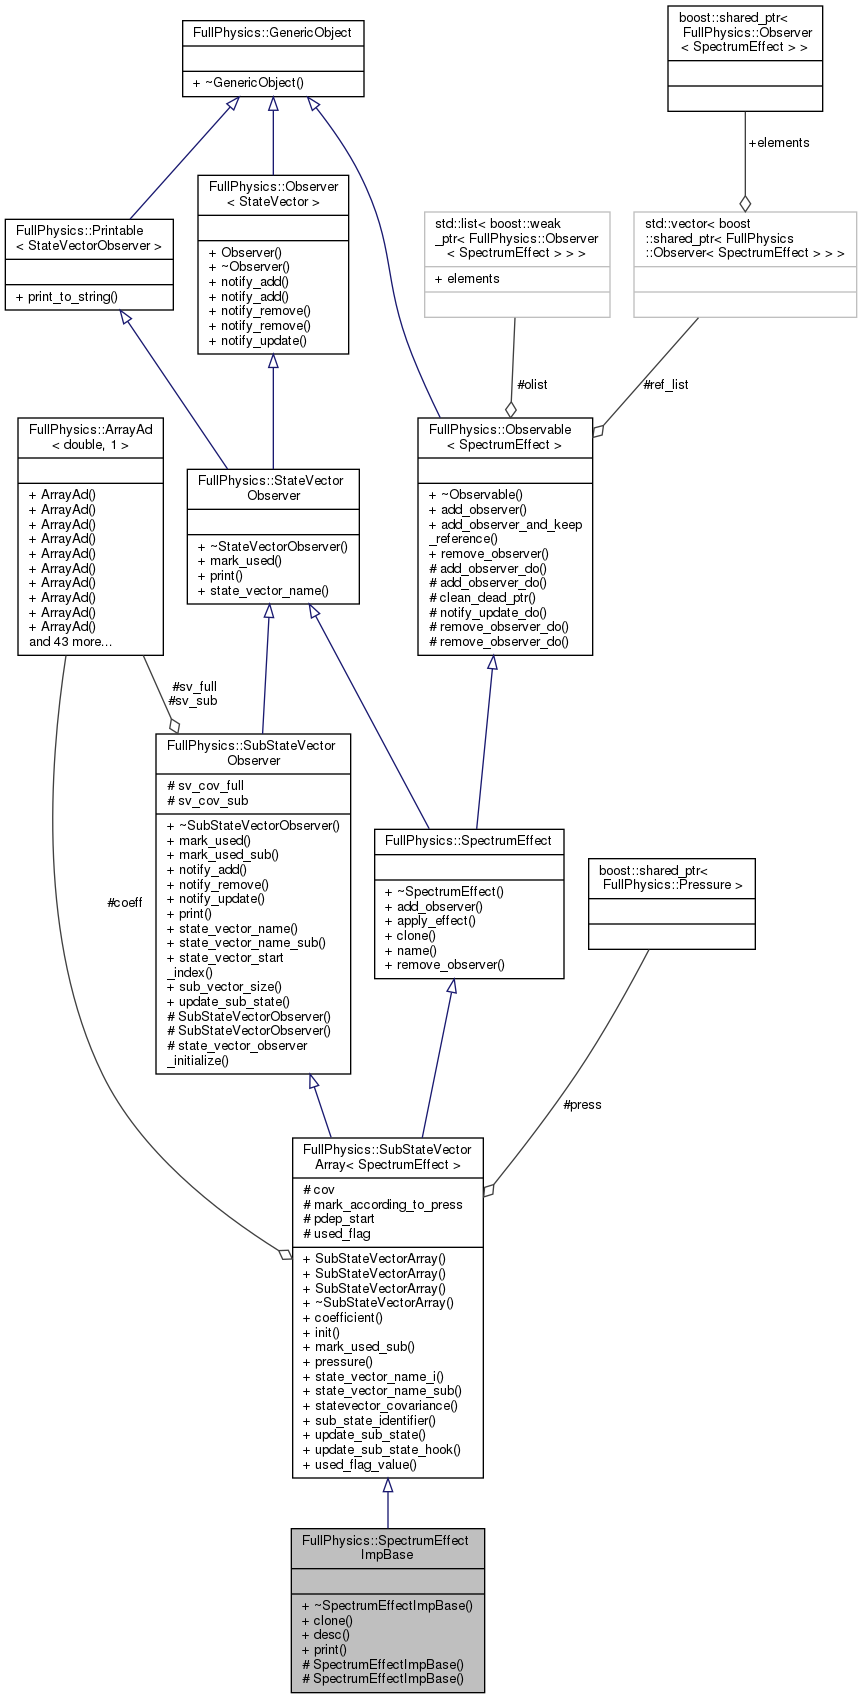 FullPhysics::GenericObject
+ ~GenericObject()
boost::shared_ptr<
FullPhysics::Observer
< SpectrumEffect > >
+elements
FullPhysics::Printable
< StateVectorObserver >
+ print_to_string()
FullPhysics::Observer
< StateVector >
+ Observer()
+ ~Observer()
+ notify_add()
+ notify_add()
+ notify_remove()
+ notify_remove()
+ notify_update()
std::list< boost::weak
_ptr< FullPhysics::Observer
< SpectrumEffect > > >
+ elements
std::vector< boost
::shared_ptr< FullPhysics
::Observer< SpectrumEffect > > >
#olist
#ref_list
FullPhysics::ArrayAd
< double, 1 >
+ ArrayAd()
+ ArrayAd()
+ ArrayAd()
+ ArrayAd()
+ ArrayAd()
+ ArrayAd()
+ ArrayAd()
+ ArrayAd()
+ ArrayAd()
+ ArrayAd()
and 43 more...
FullPhysics::StateVector
Observer
+ ~StateVectorObserver()
+ mark_used()
+ print()
+ state_vector_name()
FullPhysics::Observable
< SpectrumEffect >
+ ~Observable()
+ add_observer()
+ add_observer_and_keep
_reference()
+ remove_observer()
# add_observer_do()
# add_observer_do()
# clean_dead_ptr()
# notify_update_do()
# remove_observer_do()
# remove_observer_do()
#sv_full
#sv_sub
FullPhysics::SubStateVector
Observer
# sv_cov_full
# sv_cov_sub
+ ~SubStateVectorObserver()
+ mark_used()
+ mark_used_sub()
+ notify_add()
+ notify_remove()
+ notify_update()
+ print()
+ state_vector_name()
+ state_vector_name_sub()
+ state_vector_start
_index()
+ sub_vector_size()
+ update_sub_state()
# SubStateVectorObserver()
# SubStateVectorObserver()
# state_vector_observer
_initialize()
FullPhysics::SpectrumEffect
+ ~SpectrumEffect()
+ add_observer()
+ apply_effect()
+ clone()
+ name()
+ remove_observer()
boost::shared_ptr<
FullPhysics::Pressure >
#coeff
#press
FullPhysics::SubStateVector
Array< SpectrumEffect >
# cov
# mark_according_to_press
# pdep_start
# used_flag
+ SubStateVectorArray()
+ SubStateVectorArray()
+ SubStateVectorArray()
+ ~SubStateVectorArray()
+ coefficient()
+ init()
+ mark_used_sub()
+ pressure()
+ state_vector_name_i()
+ state_vector_name_sub()
+ statevector_covariance()
+ sub_state_identifier()
+ update_sub_state()
+ update_sub_state_hook()
+ used_flag_value()
FullPhysics::SpectrumEffect
ImpBase
+ ~SpectrumEffectImpBase()
+ clone()
+ desc()
+ print()
# SpectrumEffectImpBase()
# SpectrumEffectImpBase()